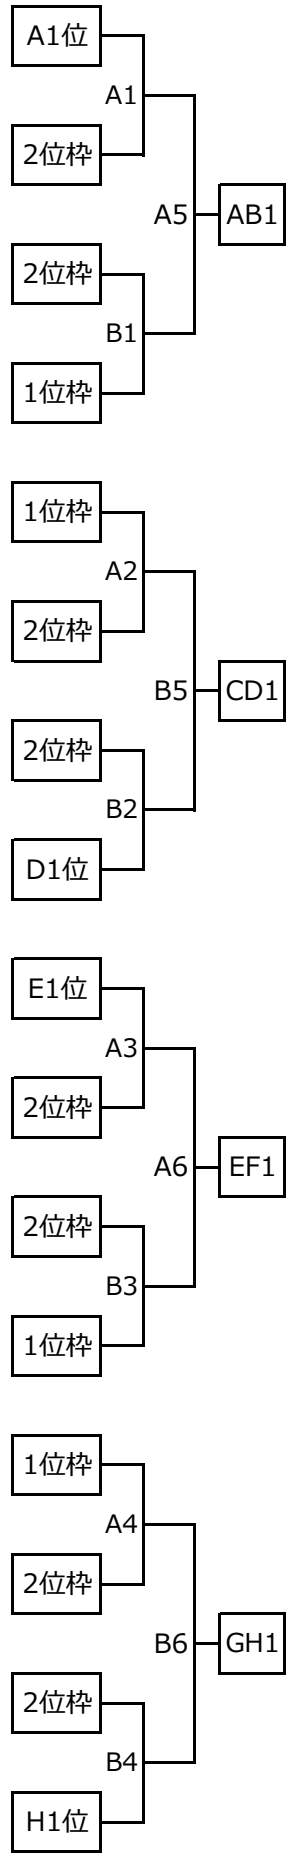 A1位
A1
2位枠
A5 AB1
2位枠
B1
1位枠
1位枠
A2
2位枠
B5 CD1
2位枠
B2
D1位
E1位
A3
2位枠
A6 EF1
2位枠
B3
1位枠
1位枠
A4
2位枠
B6 GH1
2位枠
B4
H1位